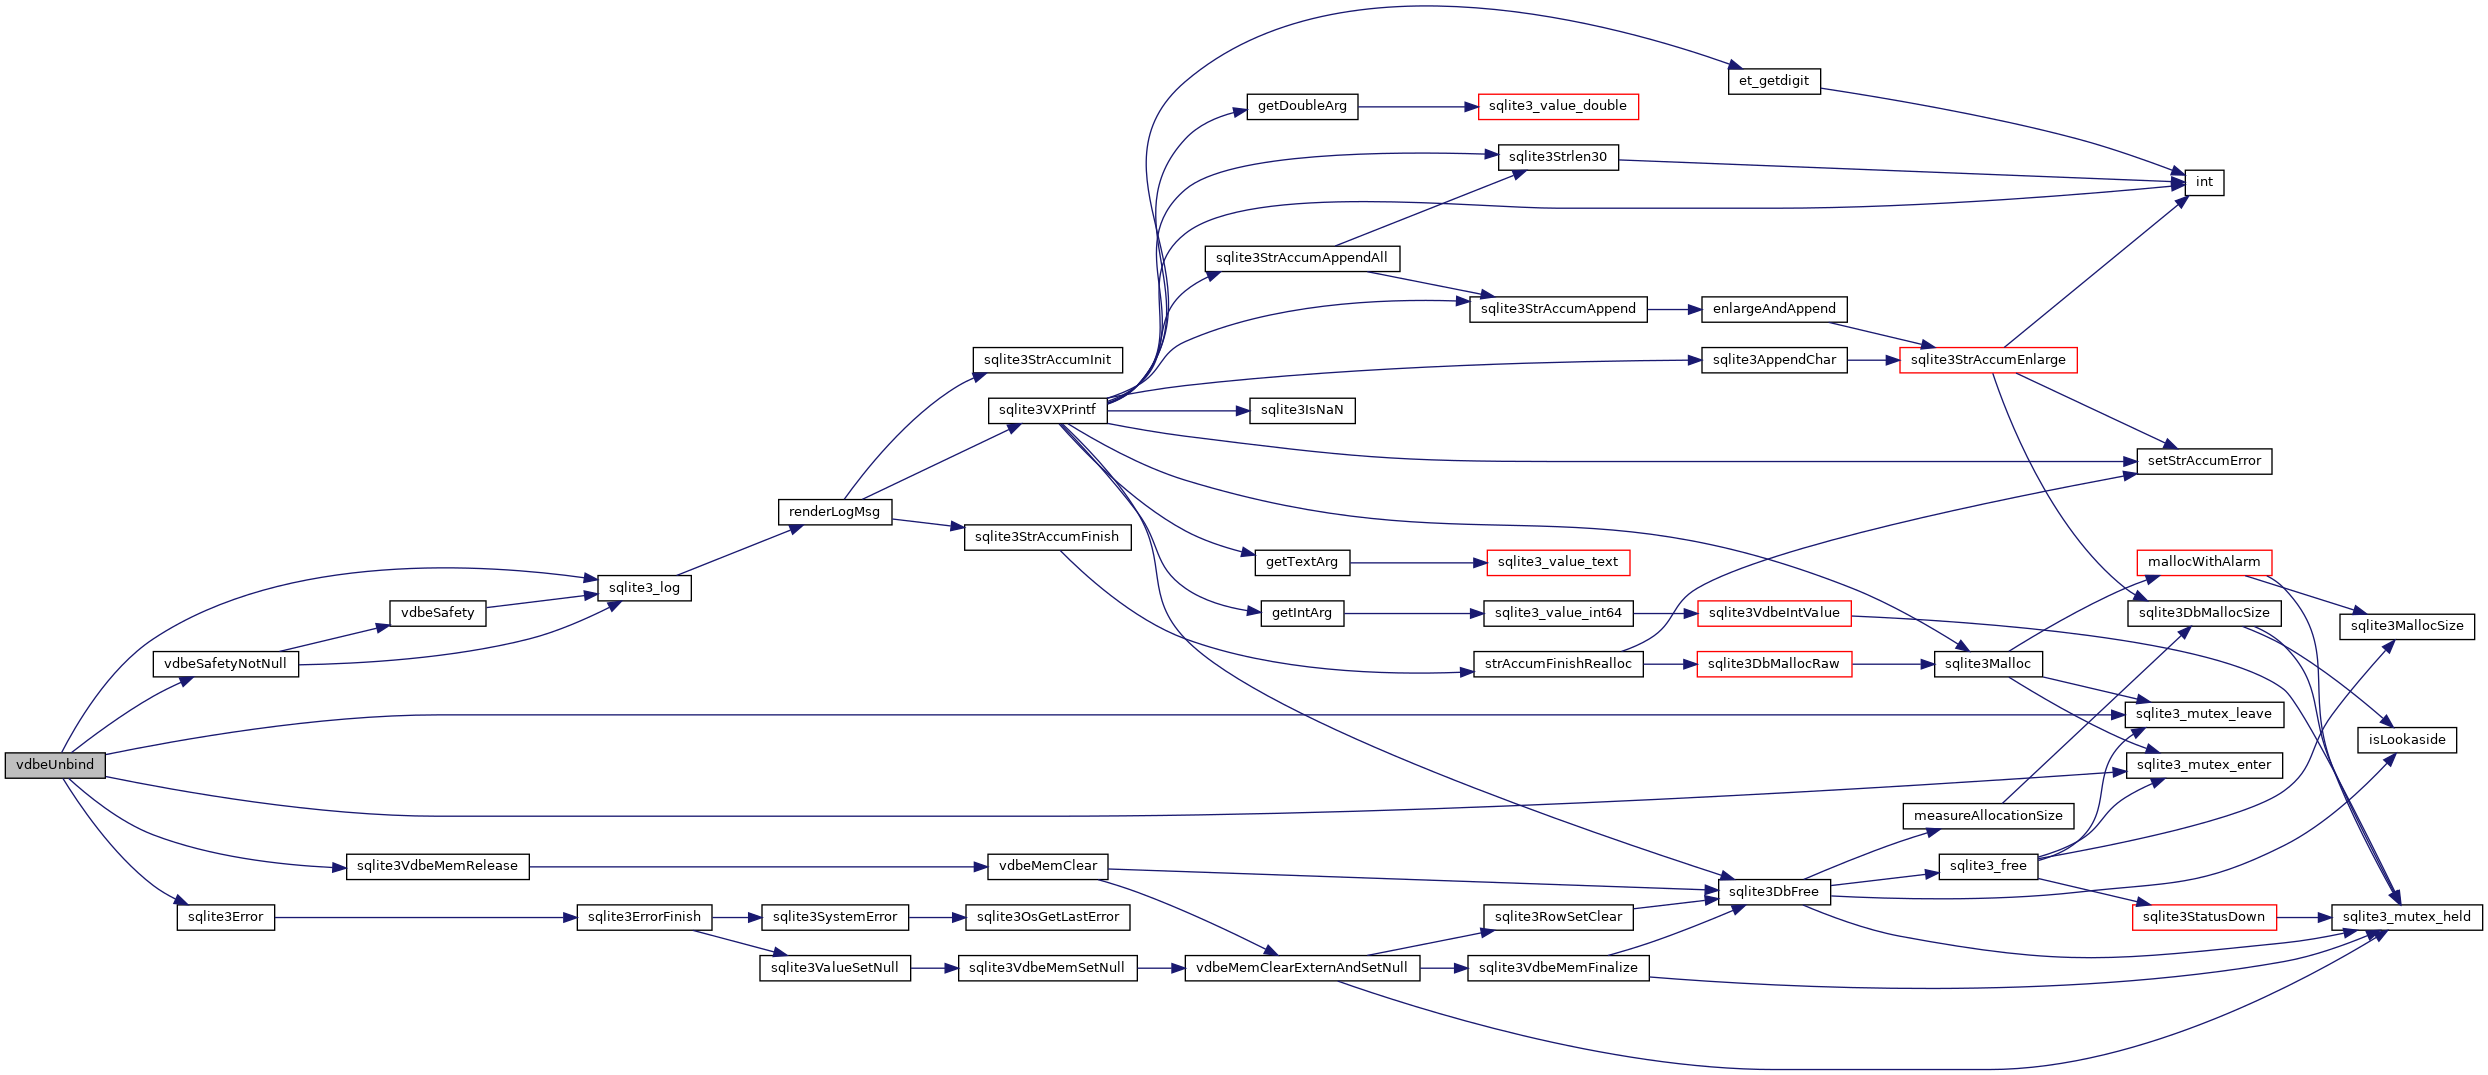 et_getdigit
getDoubleArg
sqlite3_value_double
sqlite3Strlen30
int
sqlite3StrAccumAppendAll
sqlite3StrAccumAppend
enlargeAndAppend
sqlite3StrAccumInit
sqlite3AppendChar
sqlite3StrAccumEnlarge
sqlite3VXPrintf
sqlite3IsNaN
setStrAccumError
renderLogMsg
sqlite3StrAccumFinish
getTextArg
sqlite3_value_text
mallocWithAlarm
sqlite3_log
vdbeSafety
getIntArg
sqlite3_value_int64
sqlite3VdbeIntValue
sqlite3DbMallocSize
sqlite3MallocSize
vdbeSafetyNotNull
strAccumFinishRealloc
sqlite3DbMallocRaw
sqlite3Malloc
sqlite3_mutex_leave
isLookaside
vdbeUnbind
sqlite3_mutex_enter
measureAllocationSize
sqlite3VdbeMemRelease
vdbeMemClear
sqlite3_free
sqlite3DbFree
sqlite3Error
sqlite3ErrorFinish
sqlite3SystemError
sqlite3OsGetLastError
sqlite3RowSetClear
sqlite3StatusDown
sqlite3_mutex_held
sqlite3ValueSetNull
sqlite3VdbeMemSetNull
vdbeMemClearExternAndSetNull
sqlite3VdbeMemFinalize